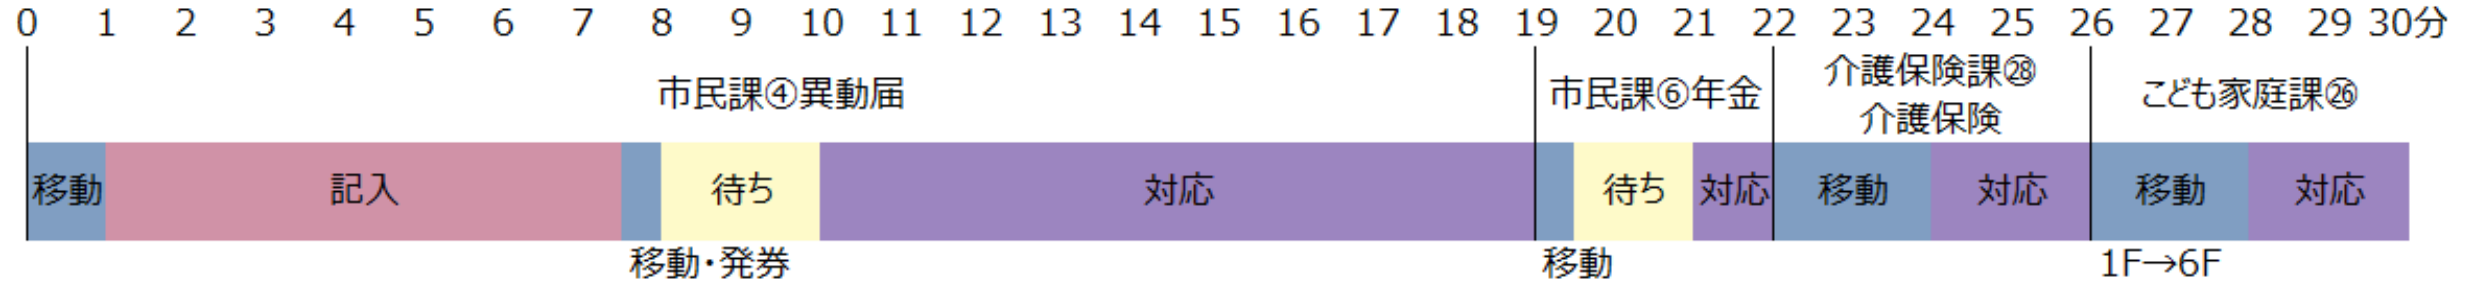 0 1 2 3 4 5 6 7 8 9 10 11 12 13 14 15 16 17 18 19 20 21 22 23 24 25 26 27 28 29 30分
市民課④異動届
市民課⑥年金
介護保険課㉘
介護保険
こども家庭課㉖
移動 記入 待ち 対応 待ち 対応 移動 対応 移動 対応
移動・発券
移動
1F→6F